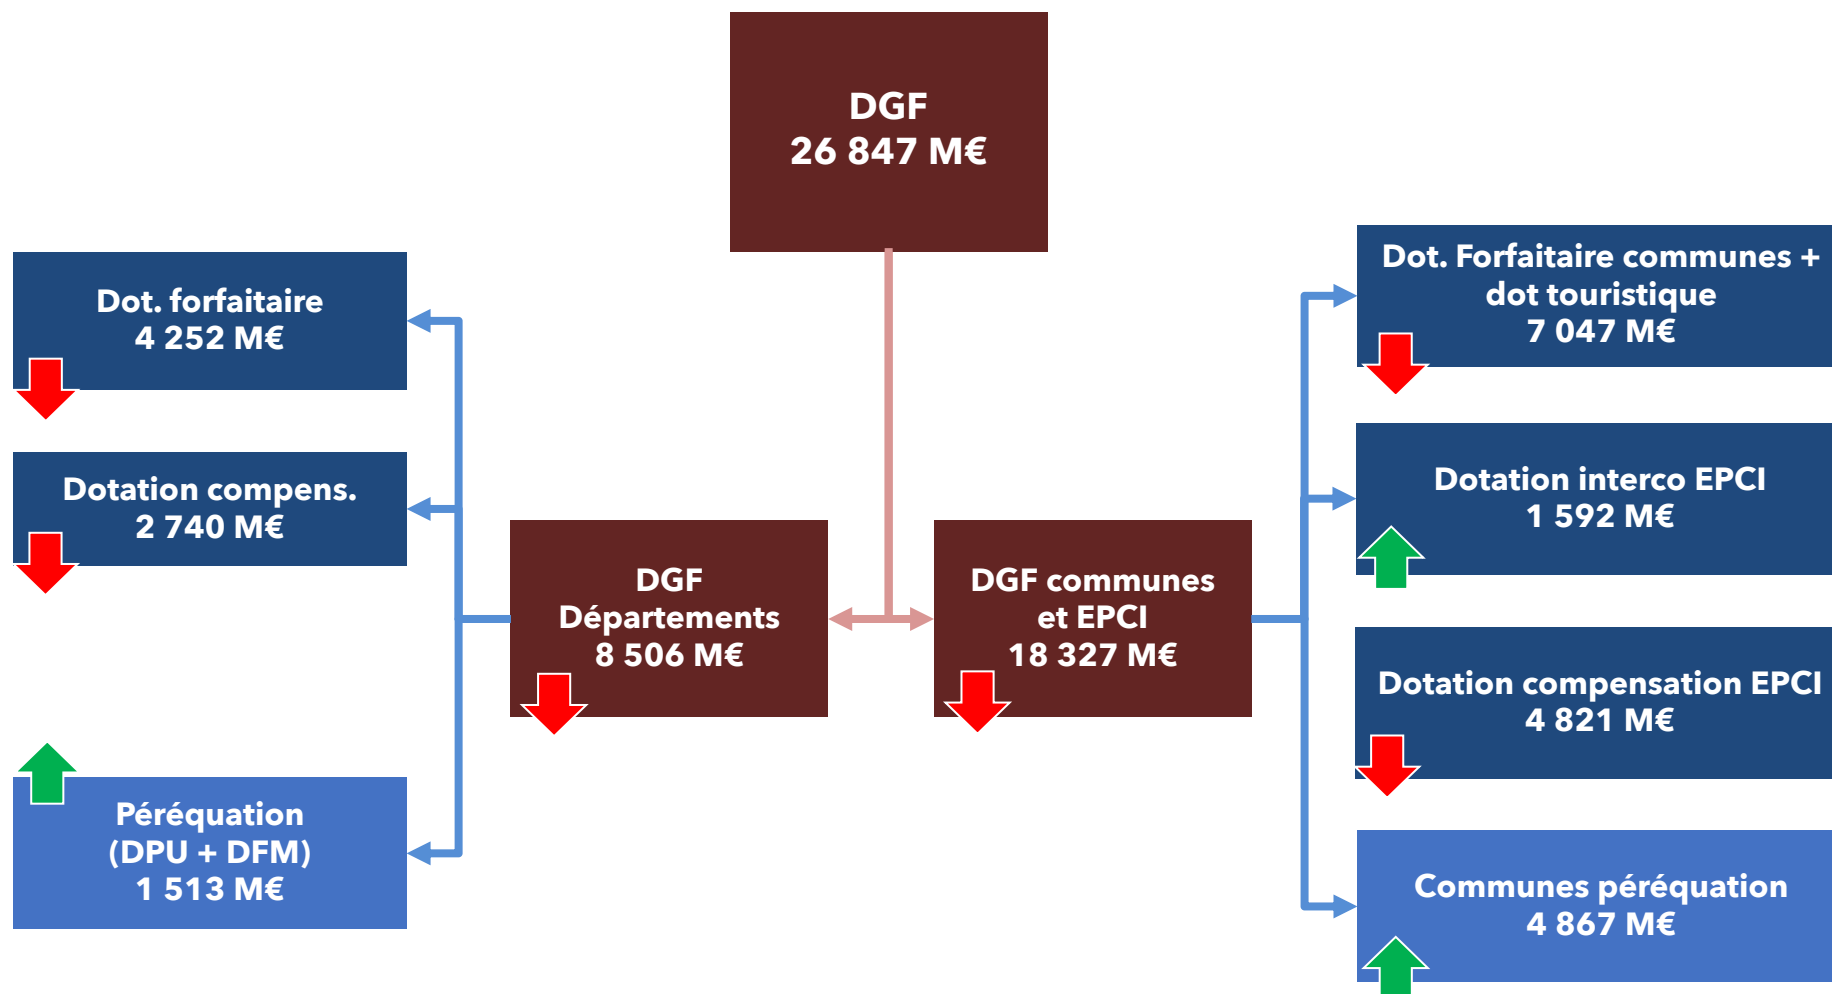 DGF
26 847 M€
Dot. forfaitaire
4 252 M€
Dotation compens.
2 740 M€
Péréquation
(DPU + DFM)
1 513 M€
DGF
Départements
8 506 M€
DGF communes
et EPCI
18 327 M€
Dot. Forfaitaire communes +
dot touristique
7 047 M€
Dotation interco EPCI
1 592 M€
Dotation compensation EPCI
4 821 M€
Communes péréquation
4 867 M€